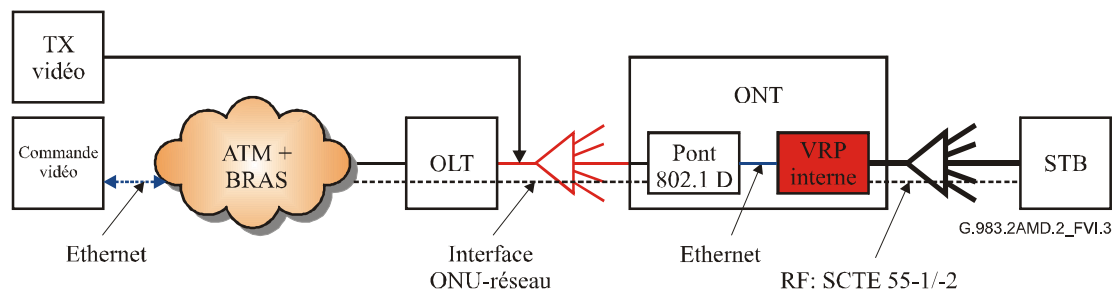 TX
vidéo
Commande
vidéo
ATM +
BRAS
OLT
ONT
Pont
802.1 D
VRP
interne
STB
G.983.2AMD.2_FVI.3
Ethernet
Interface
ONU-réseau
Ethernet
RF: SCTE 55-1/-2